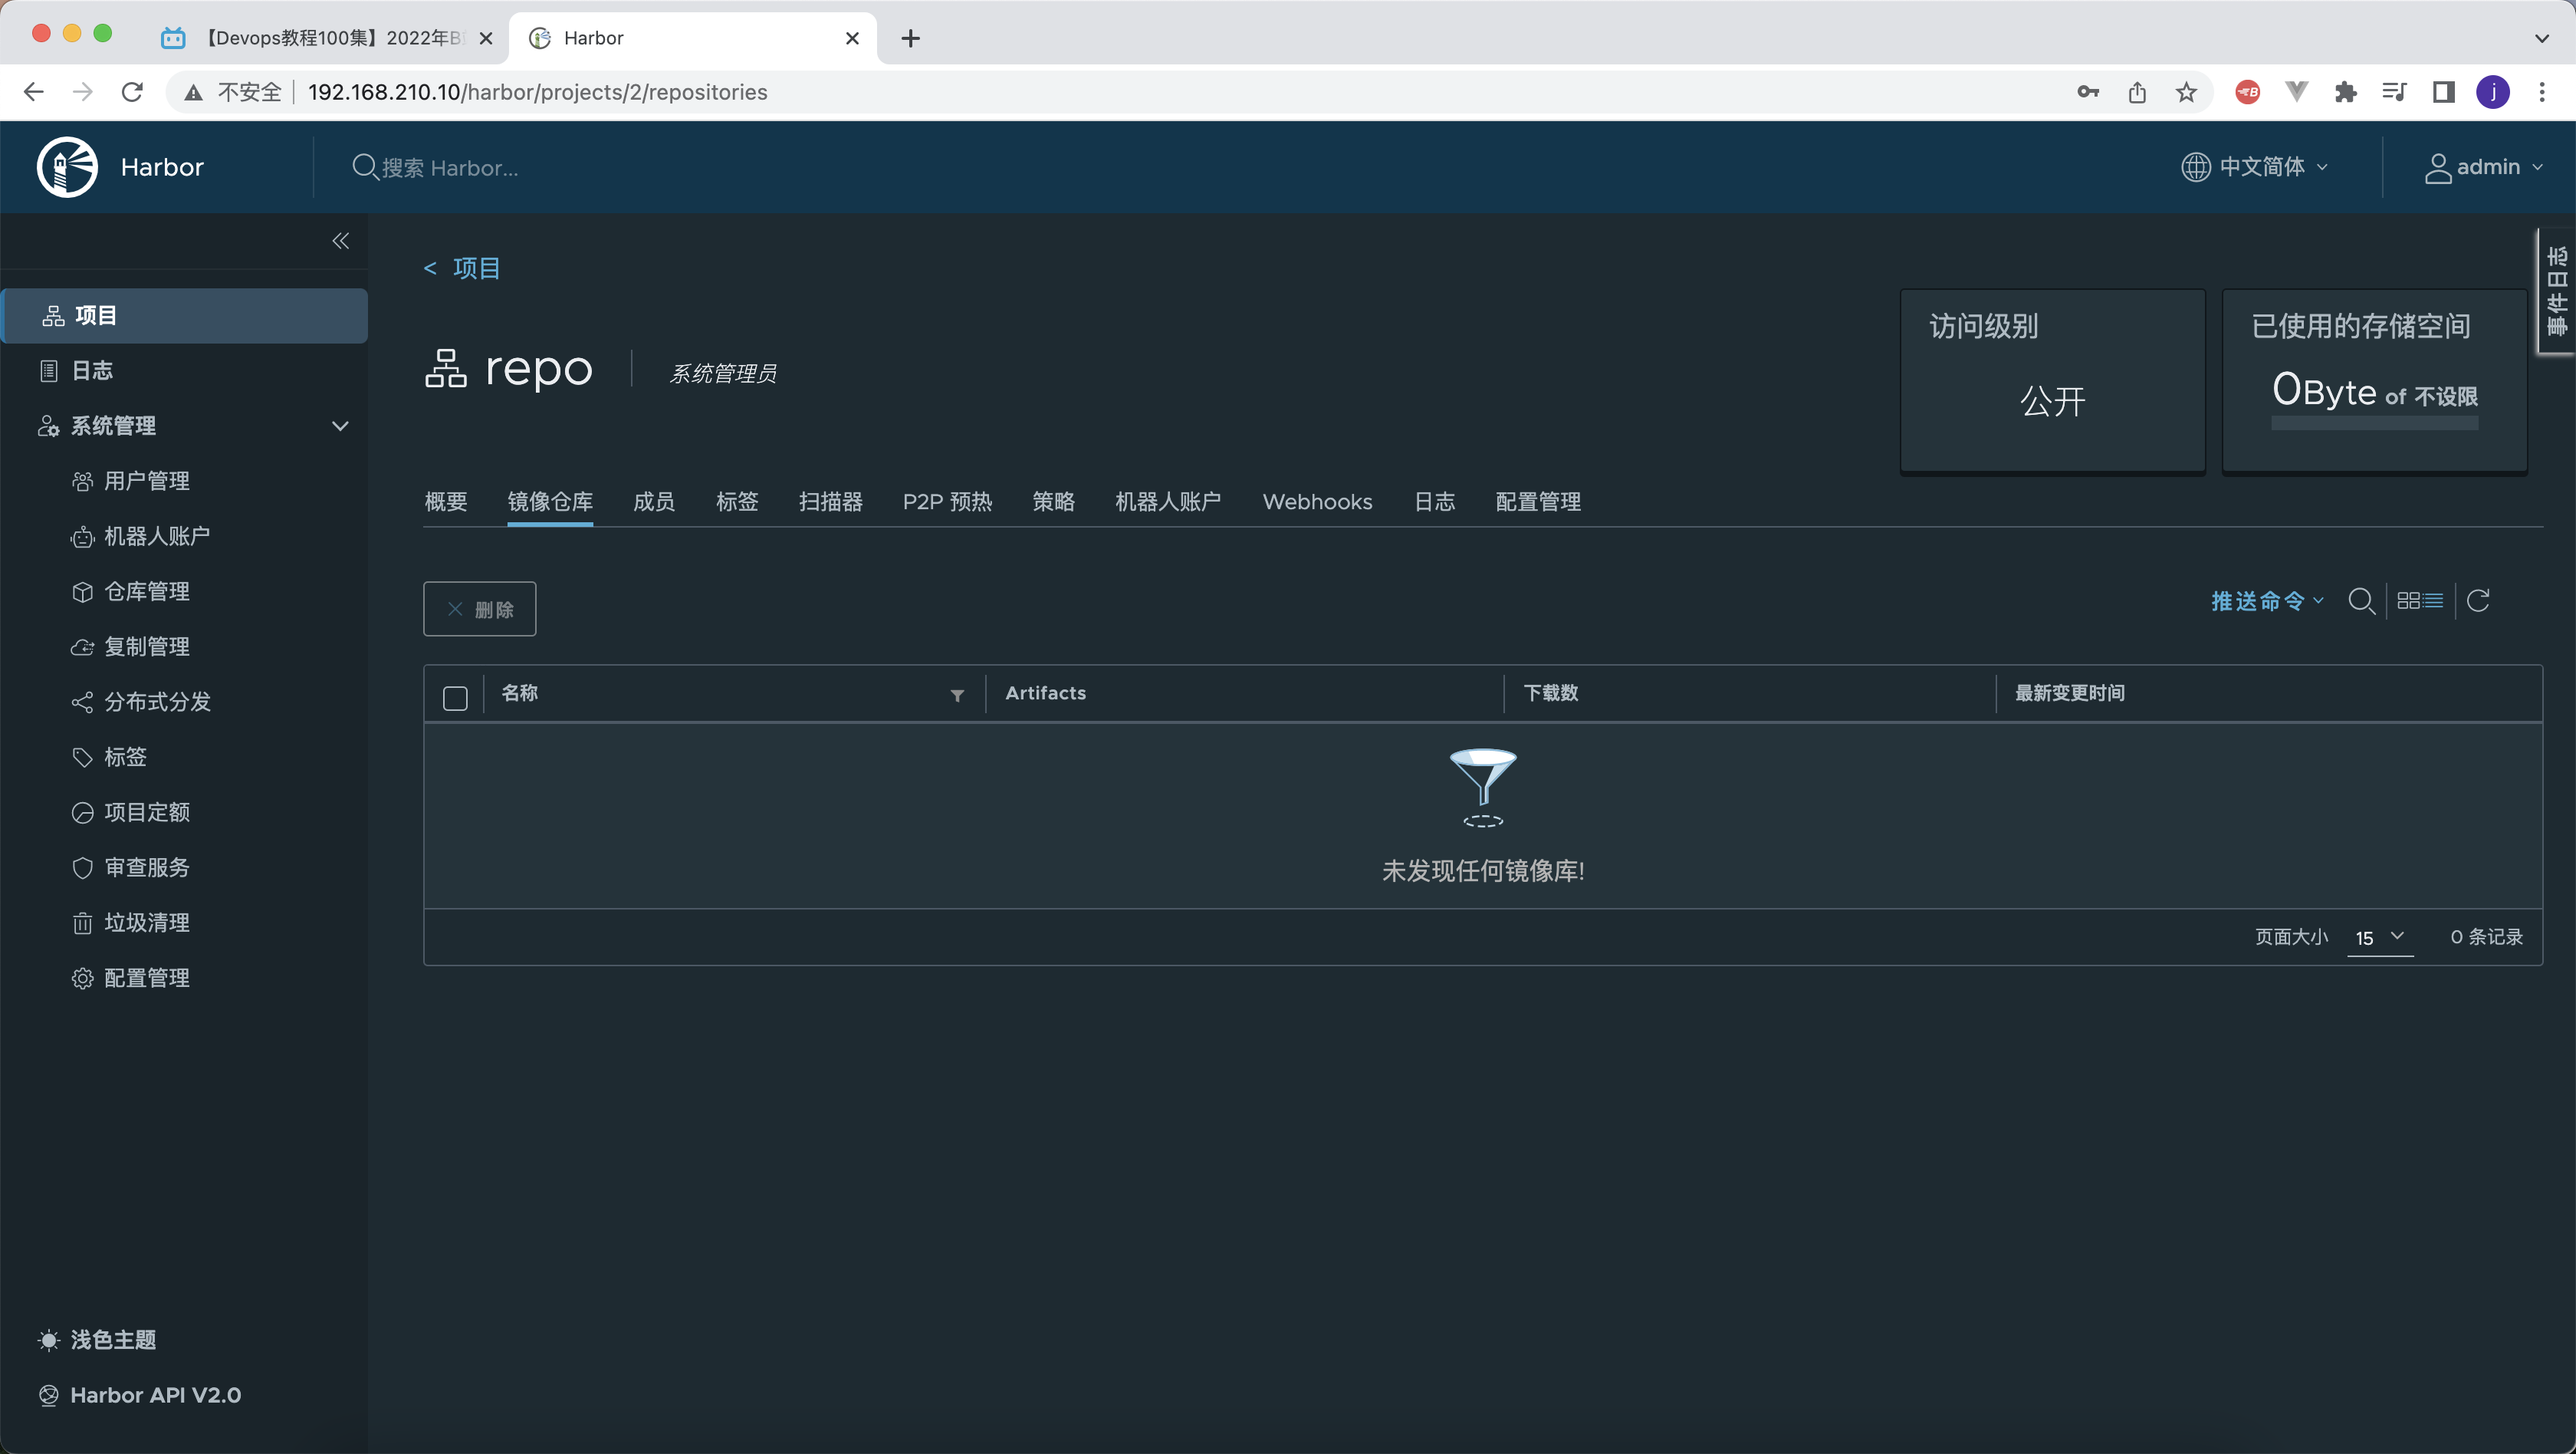 【Devops教程100集】2022年B
Harbor
不安全 192.168.210.10/harbor/projects/2/repositories
j
Harbor
搜索 Harbor...
中文简体
admin
事件日志
项目
日志
系统管理
用户管理
机器人账户
仓库管理
复制管理
分布式分发
标签
项目定额
审查服务
垃圾清理
配置管理
浅色主题
Harbor API V2.0
< 项目
repo 系统管理员
访问级别
公开
已使用的存储空间
0Byte of 不设限
概要 镜像仓库 成员 标签 扫描器 P2P 预热 策略 机器人账户 Webhooks 日志 配置管理
删除
推送命令
名称 Artifacts 下载数 最新变更时间
未发现任何镜像库!
页面大小 15 0 条记录